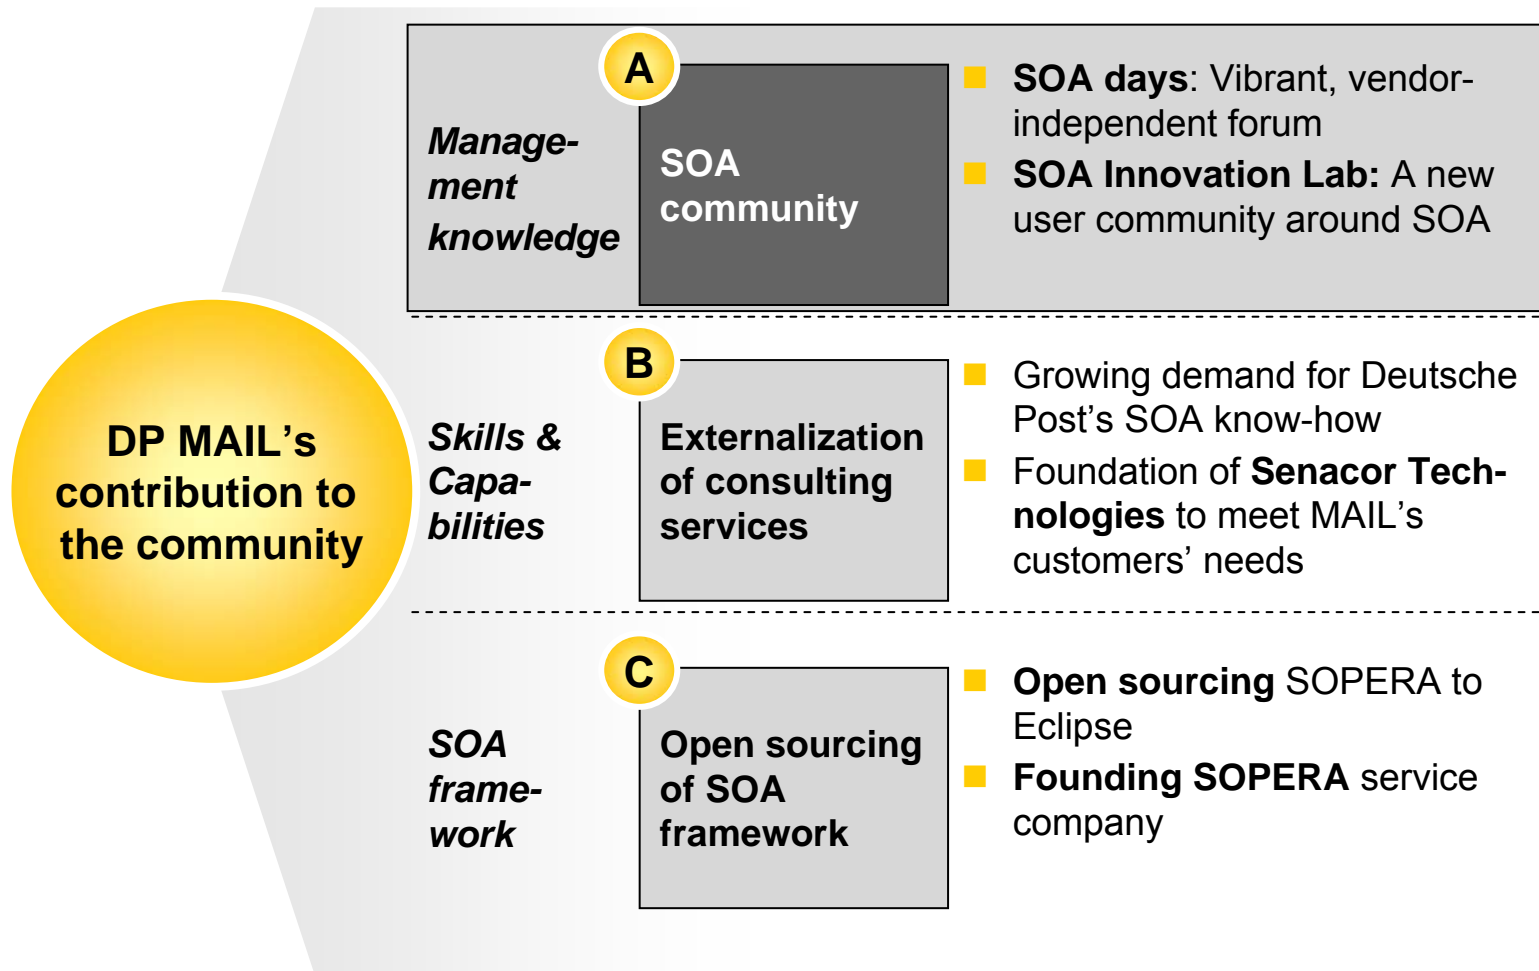 DP MAIL’s
contribution to
the community
A
Manage-
ment
knowledge
SOA
community
SOA days: Vibrant, vendor-
independent forum
SOA Innovation Lab: A new
user community around SOA
B
Skills &
Capa-
bilities
Externalization
of consulting
services
Growing demand for Deutsche
Post’s SOA know-how
Foundation of Senacor Tech-
nologies to meet MAIL’s
customers’ needs
C
SOA
frame-
work
Open sourcing
of SOA
framework
Open sourcing SOPERA to
Eclipse
Founding SOPERA service
company